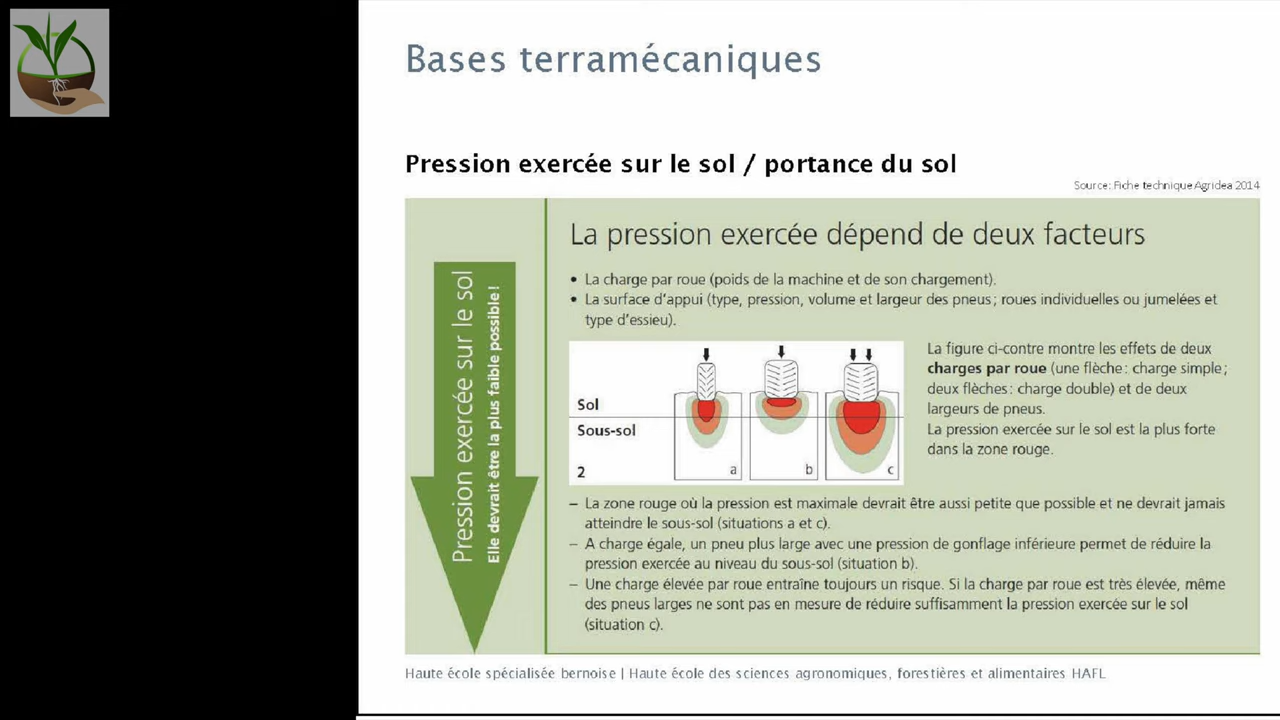 Bases terramécaniques
Pression exercée sur le sol / portance du sol
Source: Fiche technique Agridea 2014
Pression exercée sur le sol
Elle devrait être la plus faible possible!
La pression exercée dépend de deux facteurs
• La charge par roue (poids de la machine et de son chargement).
• La surface d'appui (type, pression, volume et largeur des pneus; roues individuelles ou jumelées et
type d'essieu).
Sol
Sous-sol
2
a
b
c
La figure ci-contre montre les effets de deux
charges par roue (une flèche: charge simple;
deux flèches: charge double) et de deux
largeurs de pneus.
La pression exercée sur le sol est la plus forte
dans la zone rouge.
– La zone rouge où la pression est maximale devrait être aussi petite que possible et ne devrait jamais
atteindre le sous-sol (situations a et c).
– A charge égale, un pneu plus large avec une pression de gonflage inférieure permet de réduire la
pression exercée au niveau du sous-sol (situation b).
– Une charge élevée par roue entraîne toujours un risque. Si la charge par roue est très élevée, même
des pneus larges ne sont pas en mesure de réduire suffisamment la pression exercée sur le sol
(situation c).
Haute école spécialisée bernoise | Haute école des sciences agronomiques, forestières et alimentaires HAFL